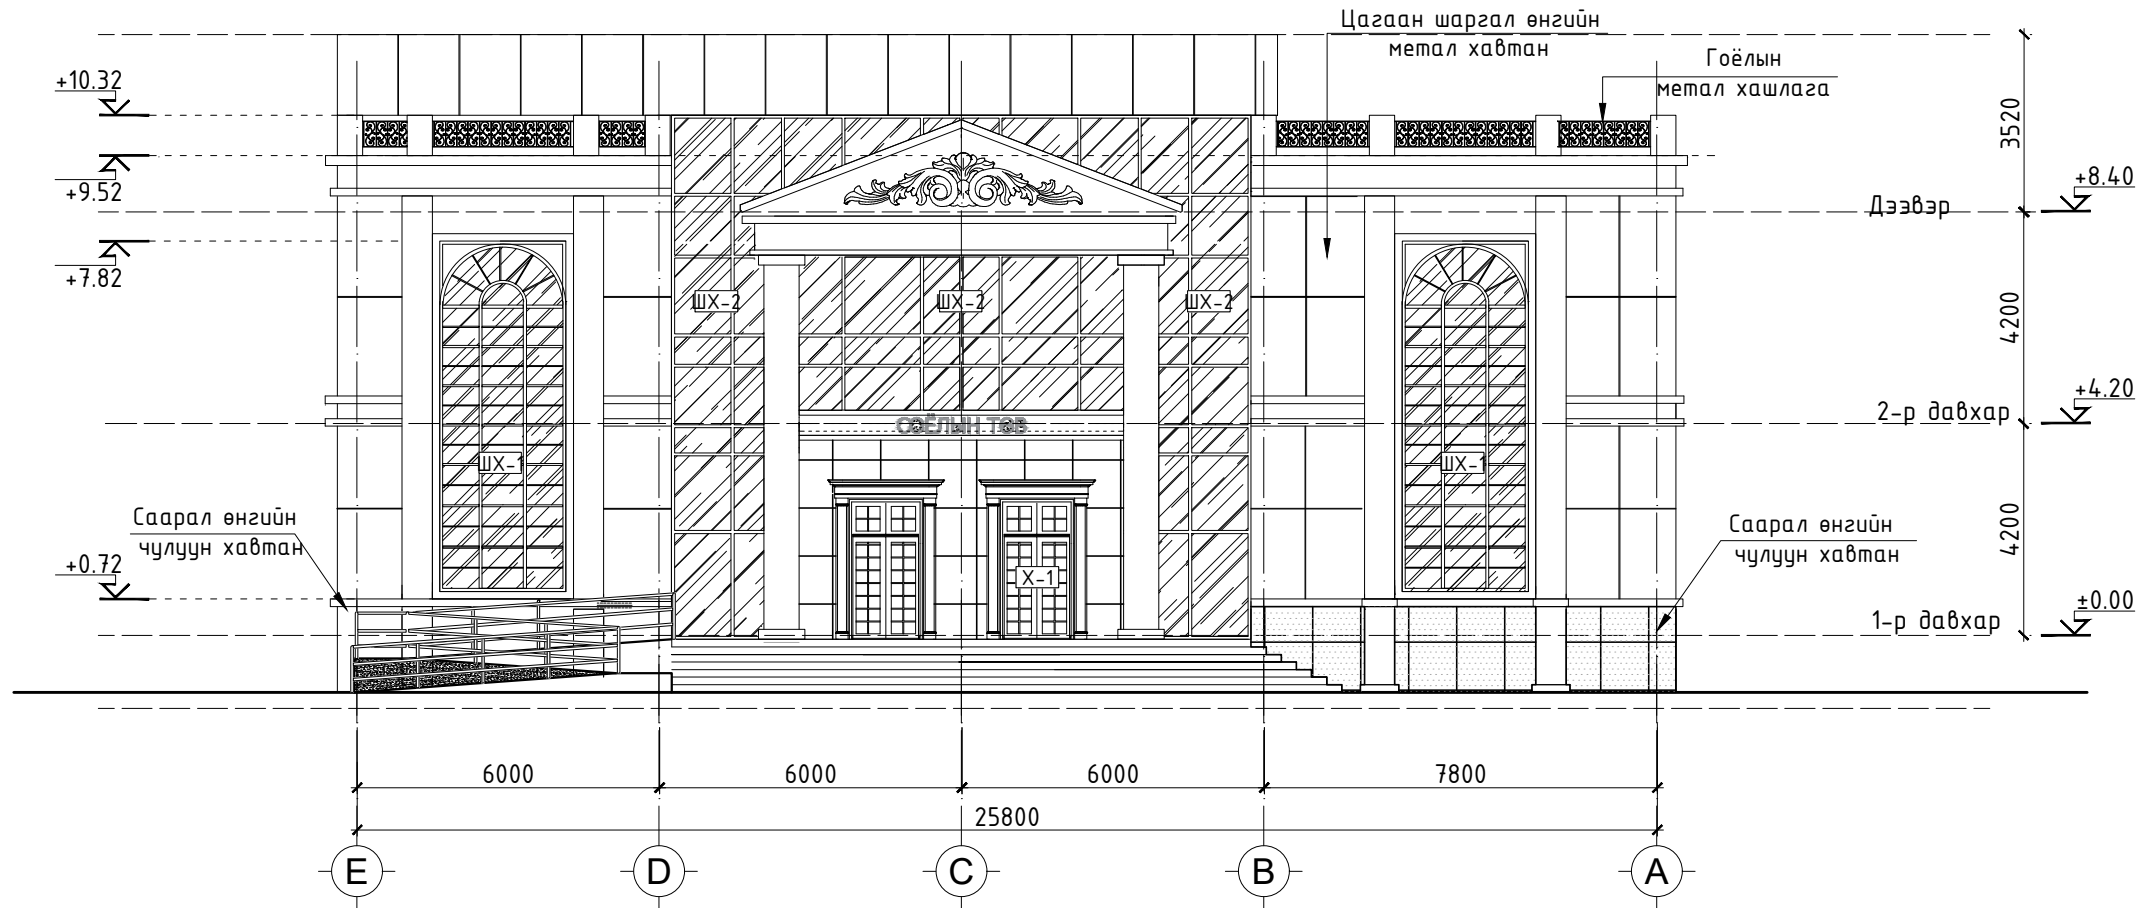 Цагаан шаргал өнгийн
метал хавтан
Гоёлын
метал хашлага
+10.32
+9.52
+7.82
+0.72
3520
4200
4200
+8.40
Дээвэр
+4.20
2-р давхар
±0.00
1-р давхар
ШХ-2
ШХ-2
ШХ-2
СОЁЛЫН ТӨВ
ШХ-1
ШХ-1
Х-1
Саарал өнгийн
чулуун хавтан
Саарал өнгийн
чулуун хавтан
6000
6000
6000
7800
25800
E
D
C
B
A